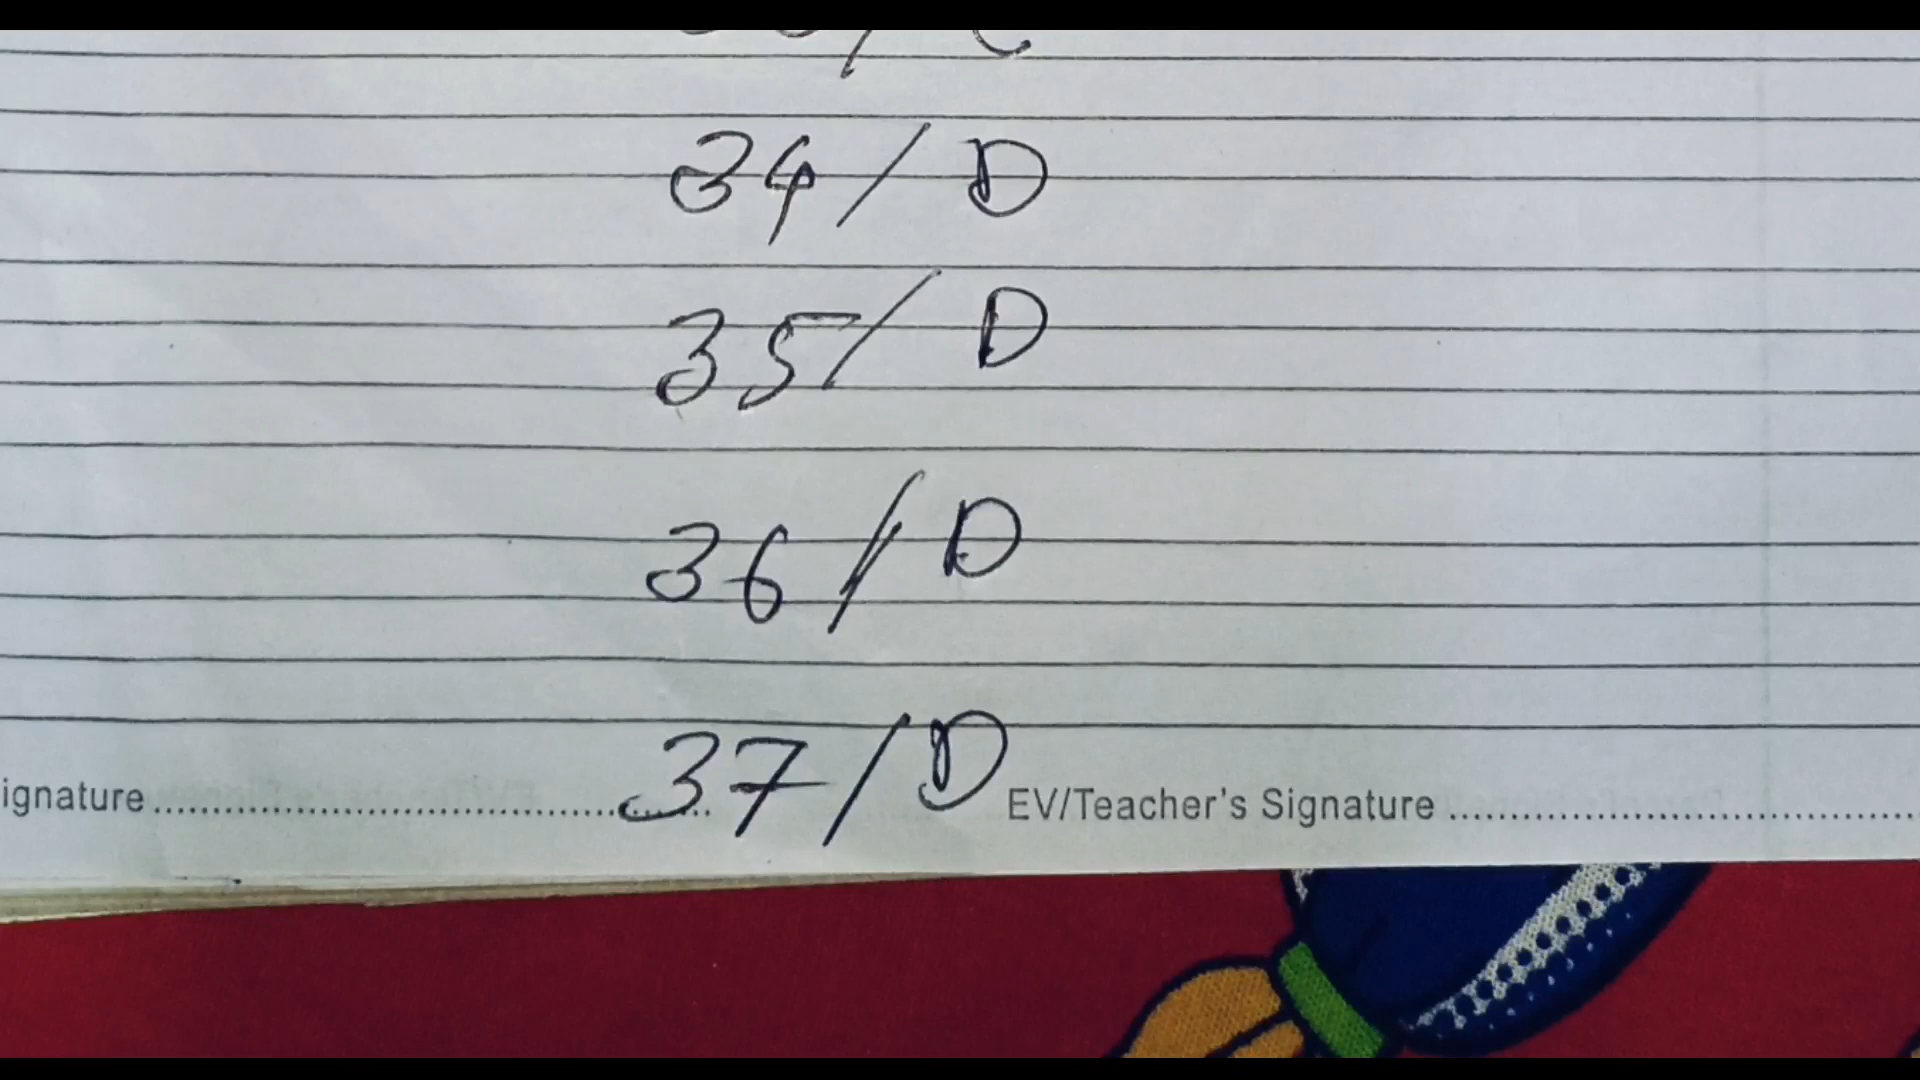 34/ D
35/ D
36/ D
37/ D
ignature.......................................................... EV/Teacher's Signature ..........................................